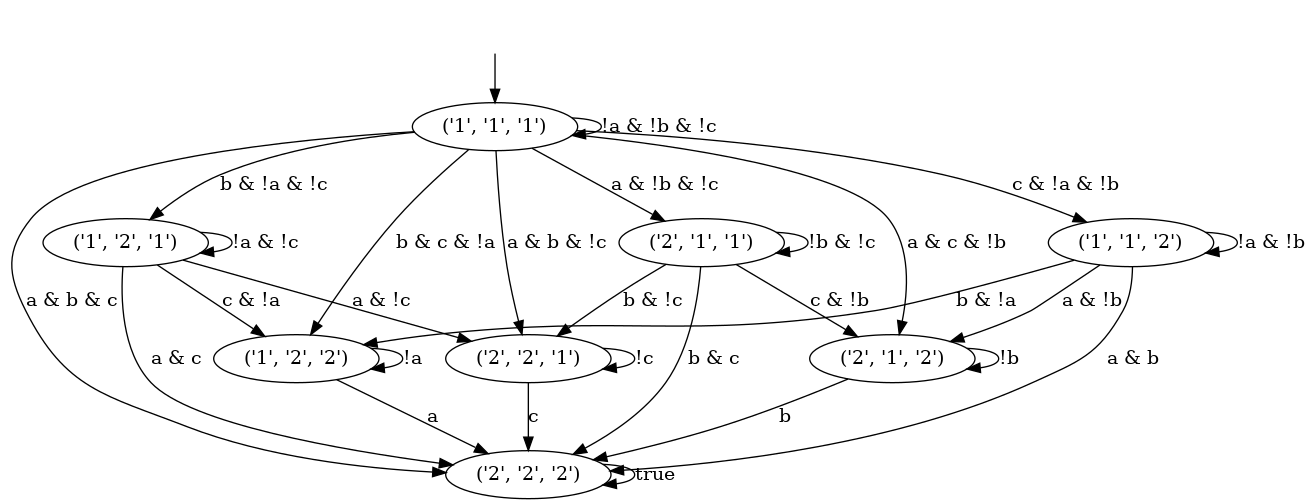 ('1', '1', '1') !a & !b & !c
b & !a & !c a & !b & !c c & !a & !b
('1', '2', '1') !a & !c b & c & !a a & b & !c ('2', '1', '1') !b & !c a & c & !b ('1', '1', '2') !a & !b
a & b & c c & !a a & !c b & !c c & !b b & !a a & !b
a & c ('1', '2', '2') !a ('2', '2', '1') !c b & c ('2', '1', '2') !b a & b
a c b
('2', '2', '2') true